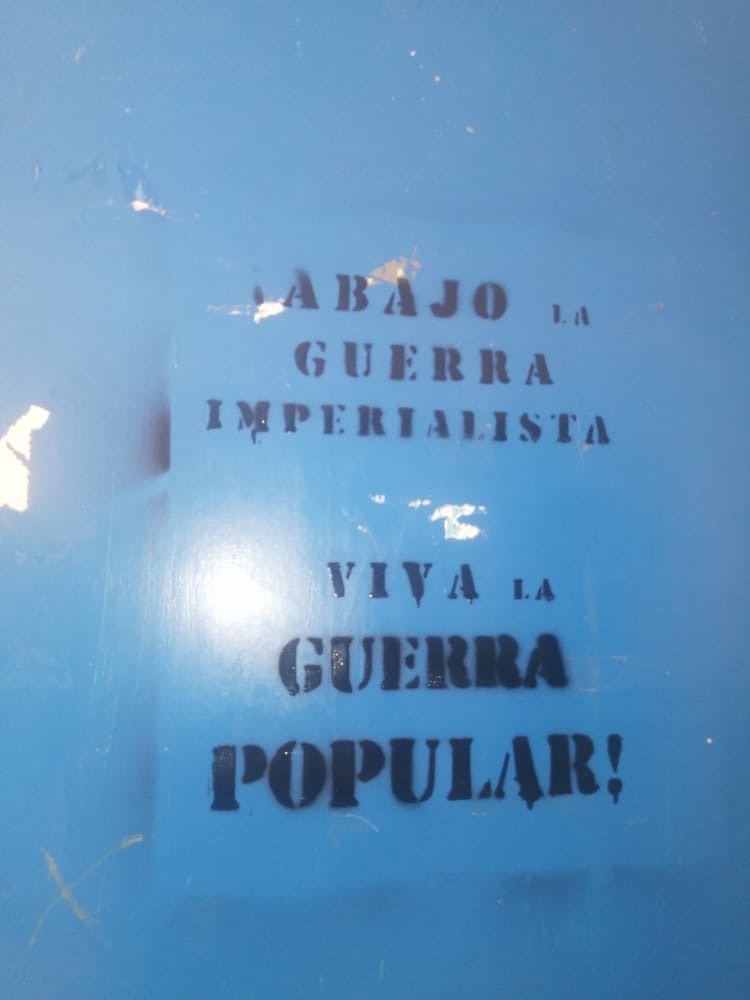 ¡ABAJO LA
GUERRA
IMPERIALISTA
VIVA LA
GUERRA
POPULAR!